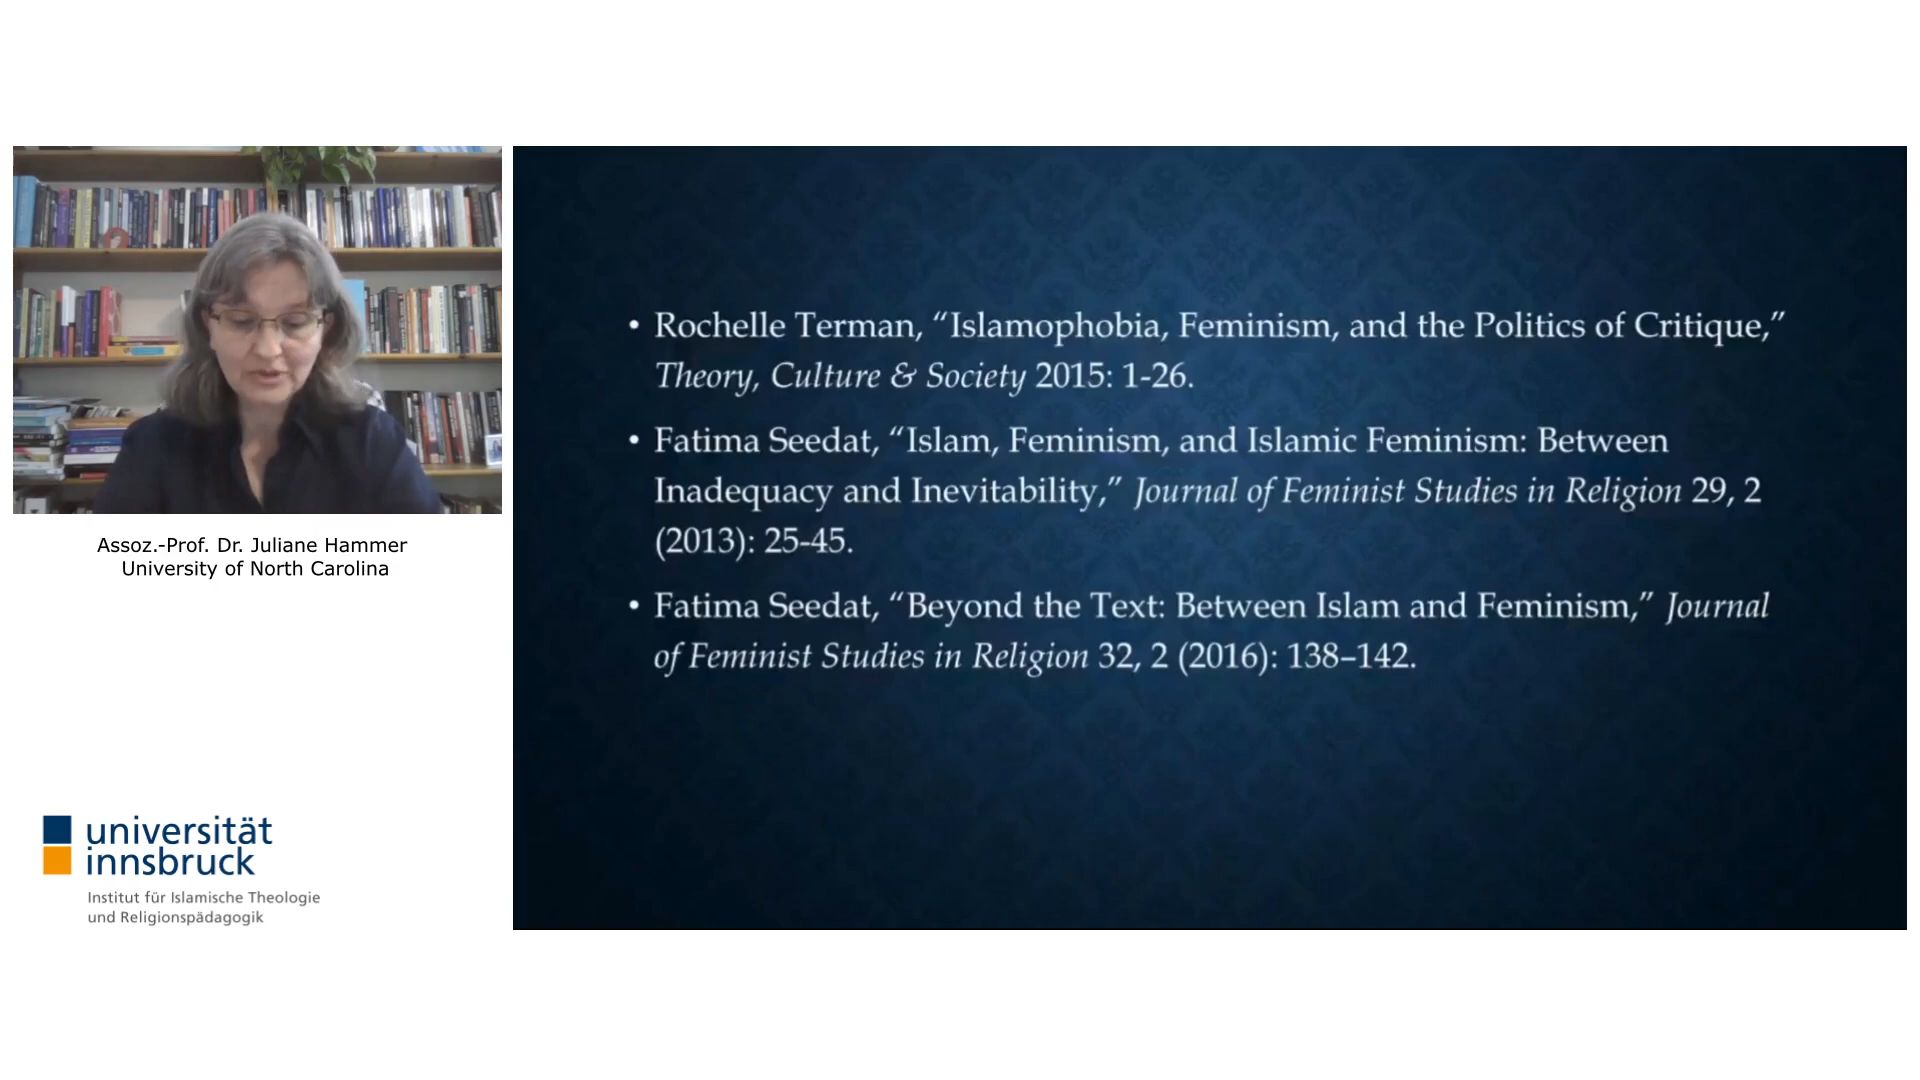 Assoz.-Prof. Dr. Juliane Hammer
University of North Carolina
universität
innsbruck
Institut für Islamische Theologie
und Religionspädagogik
• Rochelle Terman, “Islamophobia, Feminism, and the Politics of Critique,”
Theory, Culture & Society 2015: 1-26.
• Fatima Seedat, “Islam, Feminism, and Islamic Feminism: Between
Inadequacy and Inevitability,” Journal of Feminist Studies in Religion 29, 2
(2013): 25-45.
• Fatima Seedat, “Beyond the Text: Between Islam and Feminism,” Journal
of Feminist Studies in Religion 32, 2 (2016): 138–142.